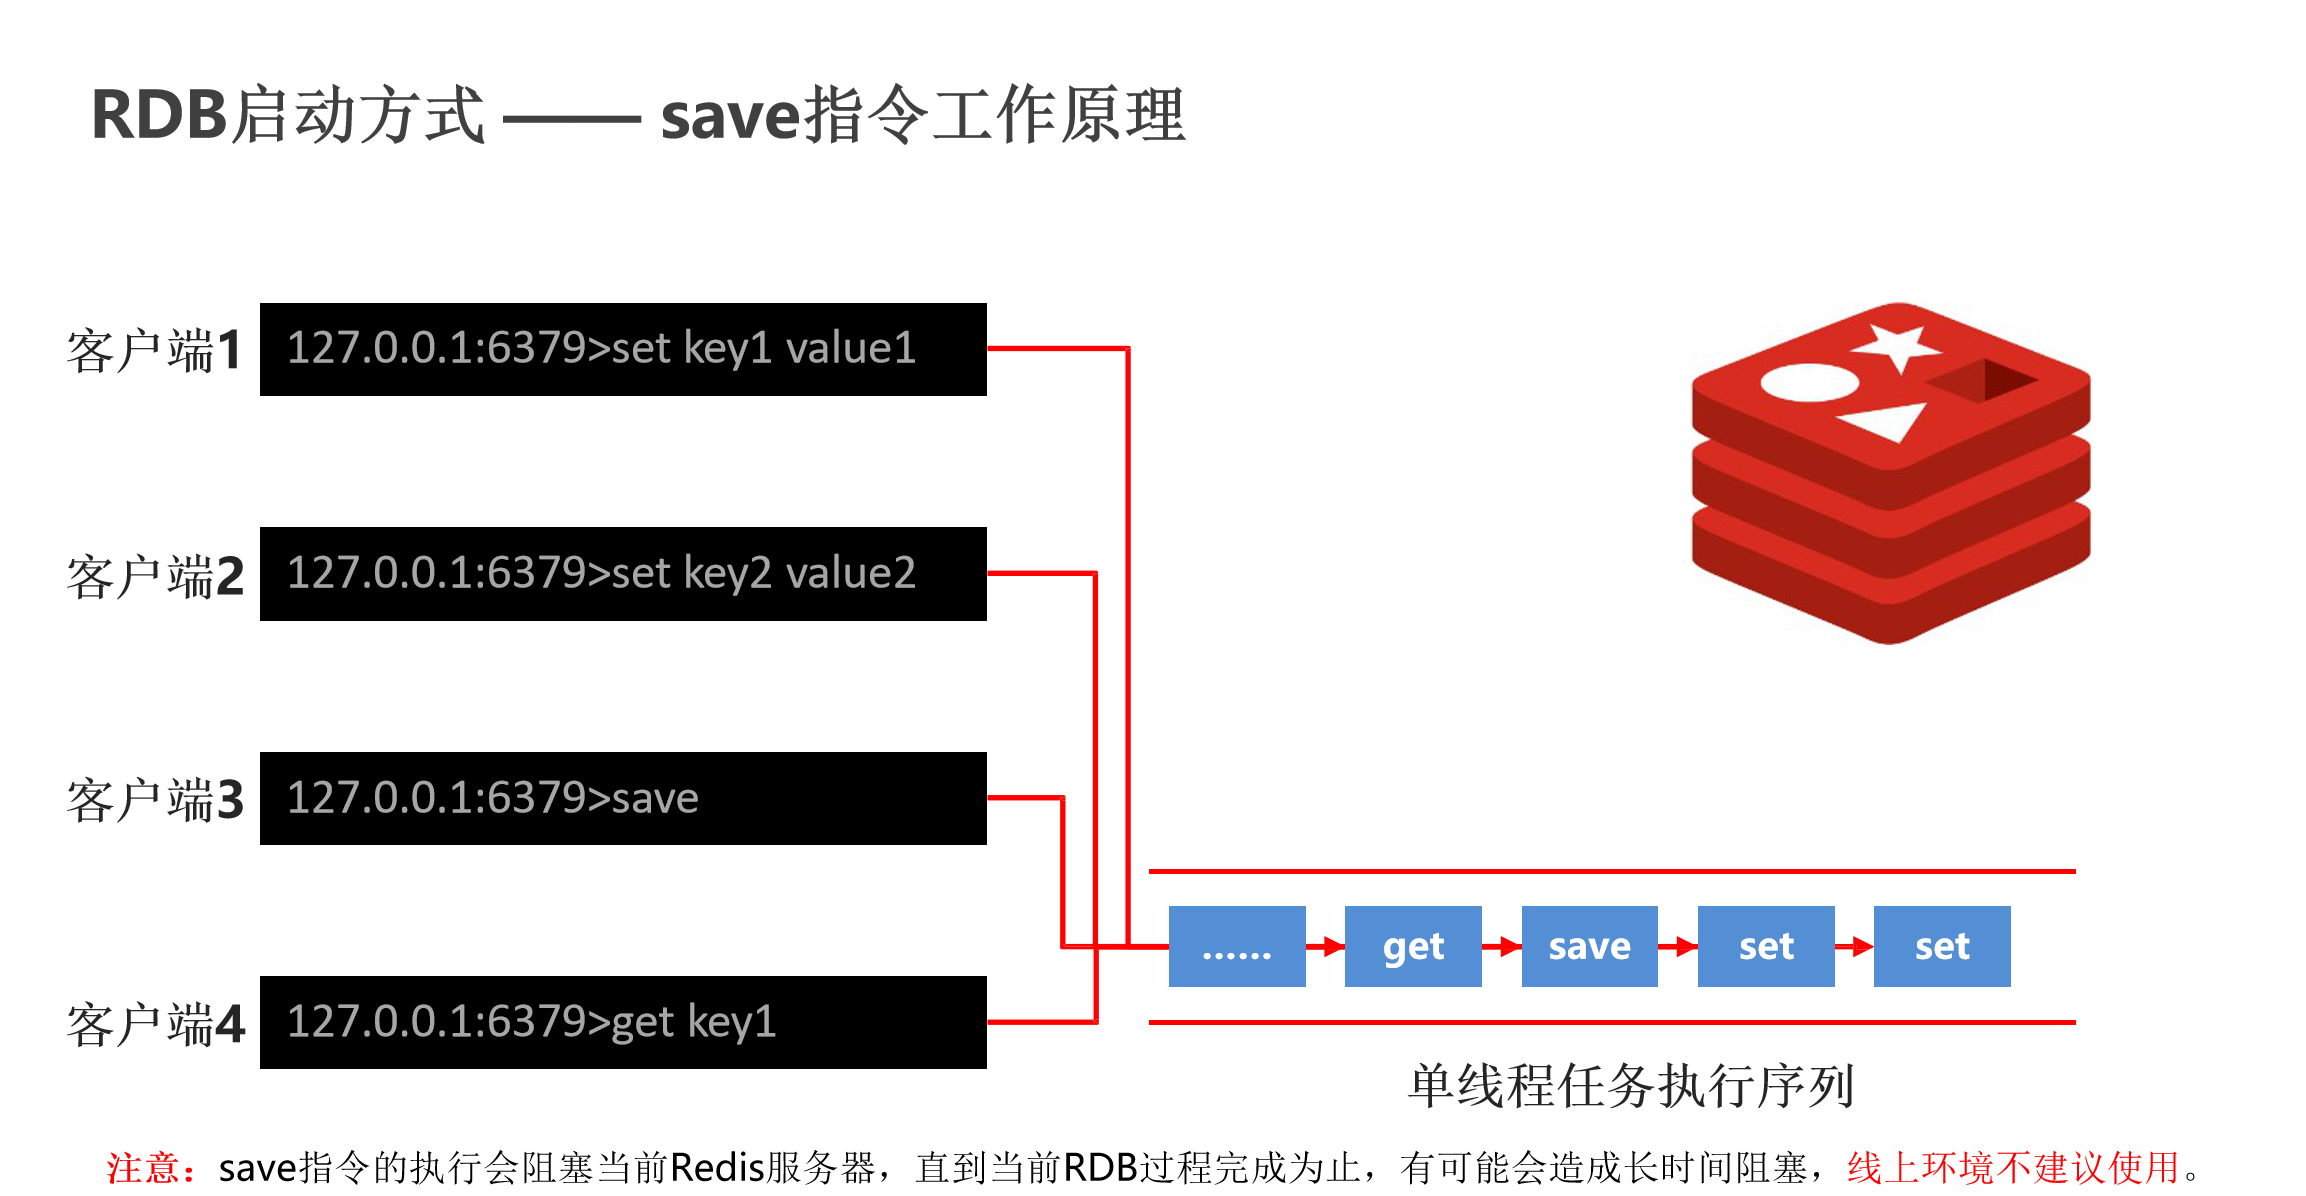 RDB启动方式 —— save指令工作原理
客户端1 127.0.0.1:6379>set key1 value1
客户端2 127.0.0.1:6379>set key2 value2
客户端3 127.0.0.1:6379>save
...... get save set set
客户端4 127.0.0.1:6379>get key1
单线程任务执行序列
注意：save指令的执行会阻塞当前Redis服务器，直到当前RDB过程完成为止，有可能会造成长时间阻塞，线上环境不建议使用。